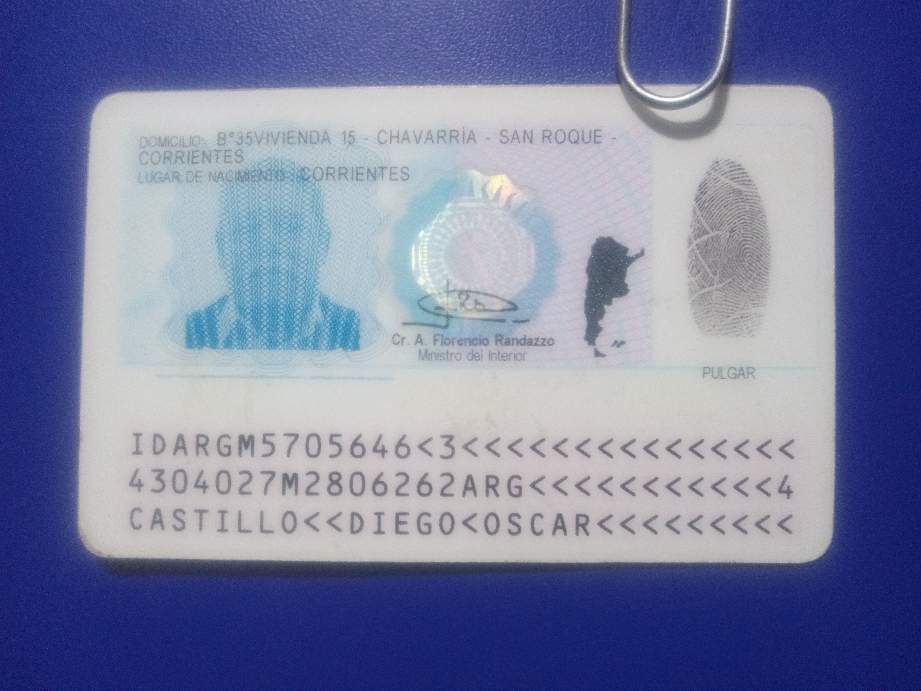 DOMICILIO: B°35VIVIENDA 15 - CHAVARRÍA - SAN ROQUE -
CORRIENTES
LUGAR DE NACIMIENTO: CORRIENTES
Cr. A. Florencio Randazzo
Ministro del Interior
PULGAR
IDARGM5705646<3<<<<<<<<<<<<<<<
4304027M2806262ARG<<<<<<<<<<<4
CASTILLO<<DIEGO<OSCAR<<<<<<<<<